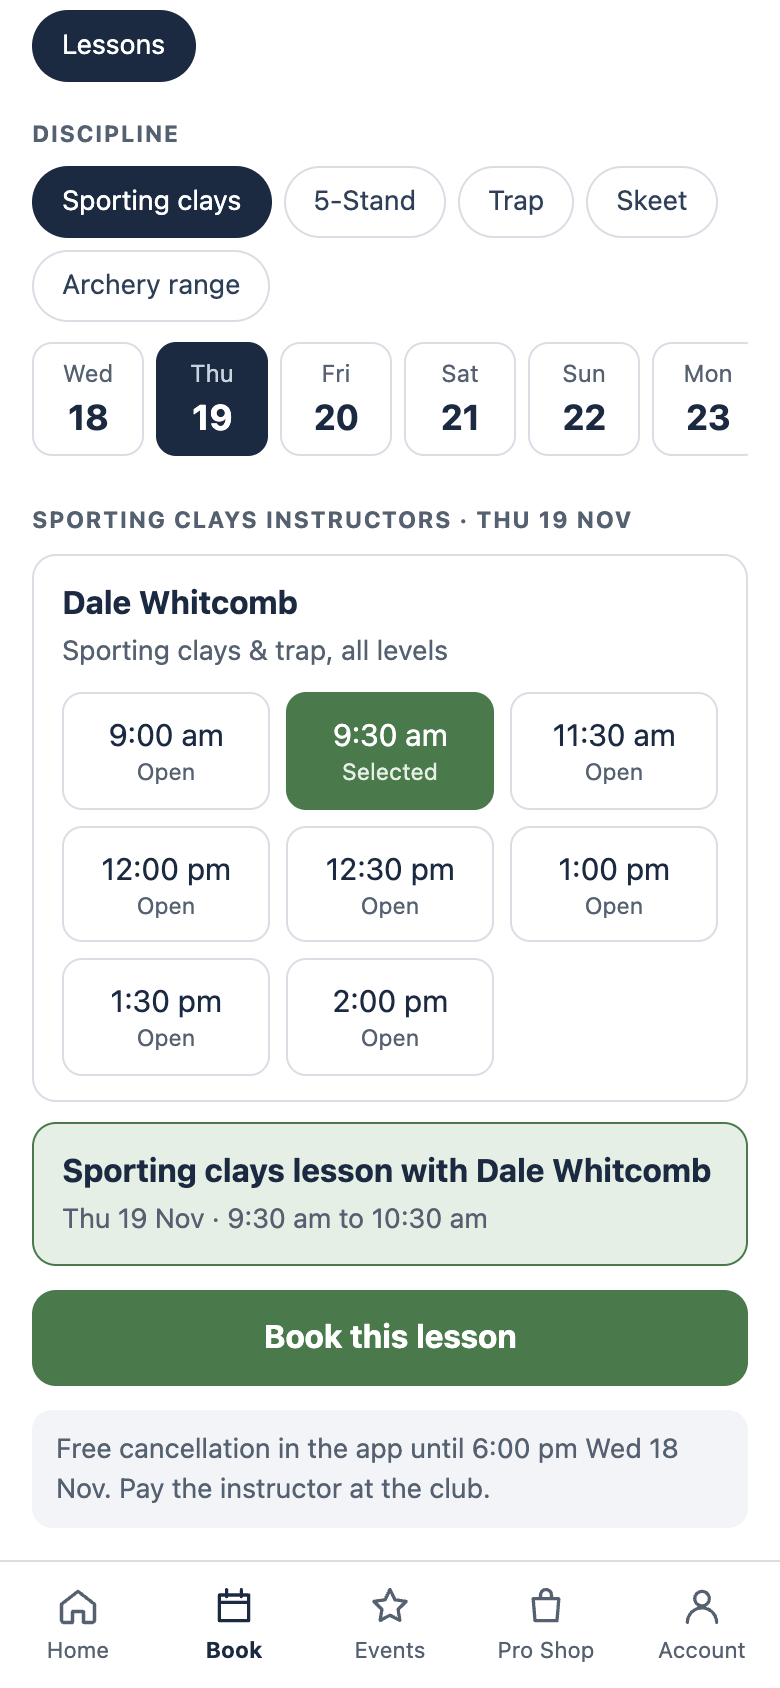 Lessons
DISCIPLINE
Sporting clays
5-Stand
Trap
Skeet
Archery range
Wed
18
Thu
19
Fri
20
Sat
21
Sun
22
Mon
23
SPORTING CLAYS INSTRUCTORS · THU 19 NOV
Dale Whitcomb
Sporting clays & trap, all levels
9:00 am
Open
9:30 am
Selected
11:30 am
Open
12:00 pm
Open
12:30 pm
Open
1:00 pm
Open
1:30 pm
Open
2:00 pm
Open
Sporting clays lesson with Dale Whitcomb
Thu 19 Nov · 9:30 am to 10:30 am
Book this lesson
Free cancellation in the app until 6:00 pm Wed 18
Nov. Pay the instructor at the club.
Home
Book
Events
Pro Shop
Account